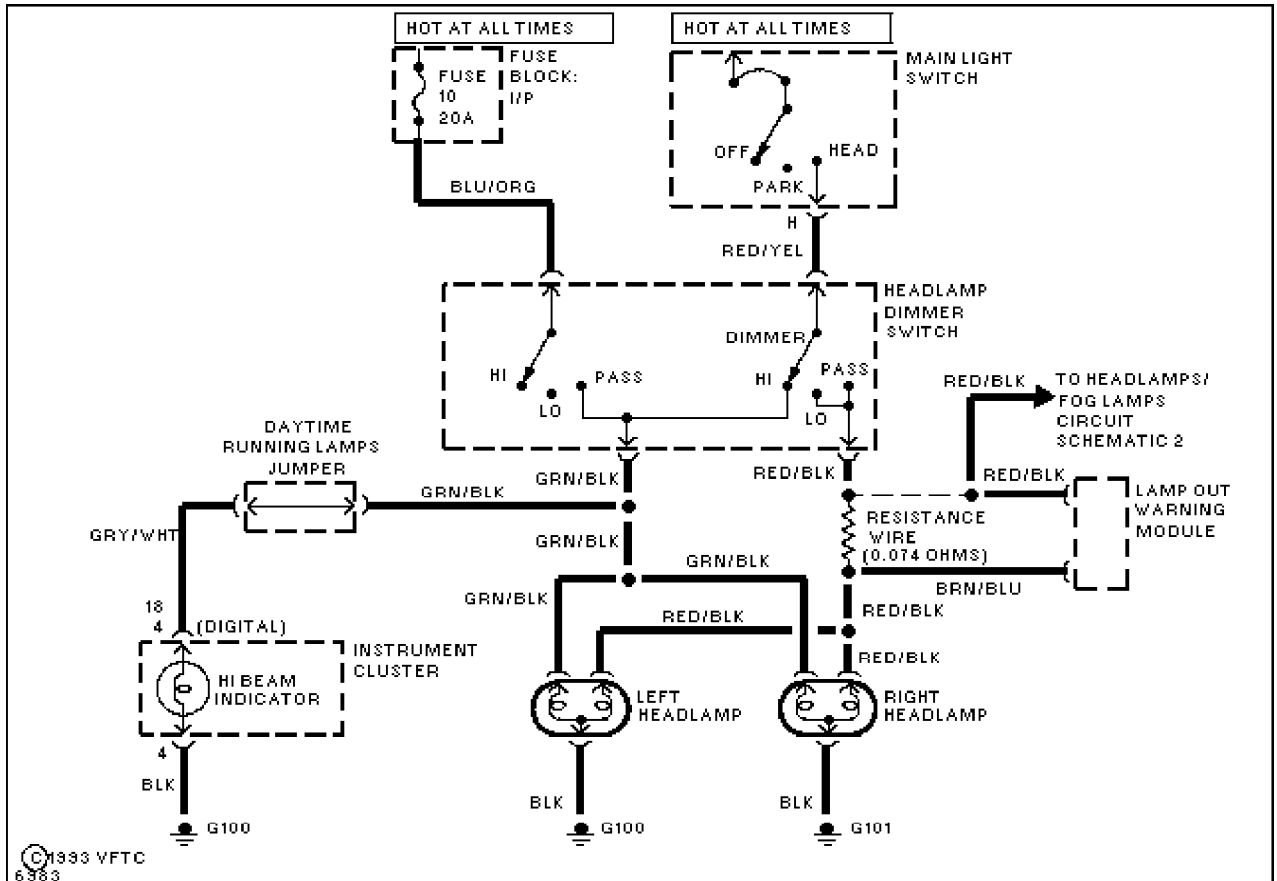 HOT AT ALL TIMES
HOT AT ALL TIMES
FUSE
BLOCK:
I/P
FUSE
10
20A
MAIN LIGHT
SWITCH
OFF
HEAD
PARK
BLU/ORG
H
RED/YEL
HEADLAMP
DIMMER
SWITCH
DIMMER
HI
PASS
LO
HI
PASS
LO
RED/BLK
TO HEADLAMPS/
FOG LAMPS
CIRCUIT
SCHEMATIC 2
DAYTIME
RUNNING LAMPS
JUMPER
GRN/BLK
GRN/BLK
RED/BLK
RED/BLK
LAMP OUT
WARNING
MODULE
GRY/WHT
GRN/BLK
RESISTANCE
WIRE
(0.074 OHMS)
GRN/BLK
BRN/BLU
GRN/BLK
RED/BLK
RED/BLK
18
4 (DIGITAL)
INSTRUMENT
CLUSTER
RED/BLK
HI BEAM
INDICATOR
LEFT
HEADLAMP
RIGHT
HEADLAMP
4
BLK
BLK
BLK
G100
G100
G101
©1993 VFTC
6983